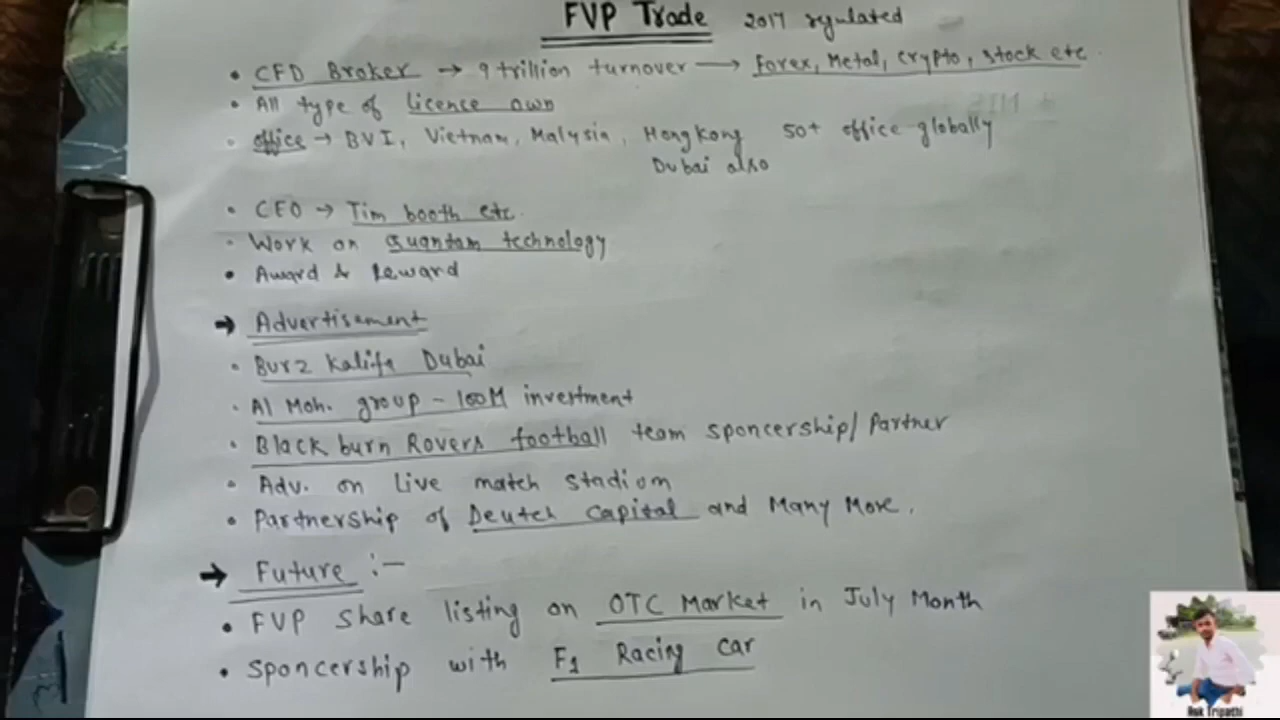 FVP Trade 2017 regulated
• CFD Broker → 9 trillion turnover → Forex, Metal, crypto, stock etc.
• All type of licence own
• office → BVI, Vietnam, Malysia, HongKong 50+ office globally
Dubai also
• CEO → Tim booth etc.
• Work on quantam technology
• Award & Reward
→ Advertisement
• Burz Kalifa Dubai
• Al Moh. group - 100M investment
• Black burn Rovers football team sponcership/Partner
• Adv. on Live match stadium
• Partnership of Deutch Capital and Many More.
→ Future :-
• FVP Share listing on OTC Market in July Month
• Sponcership with F1 Racing car
Ask Tripathi